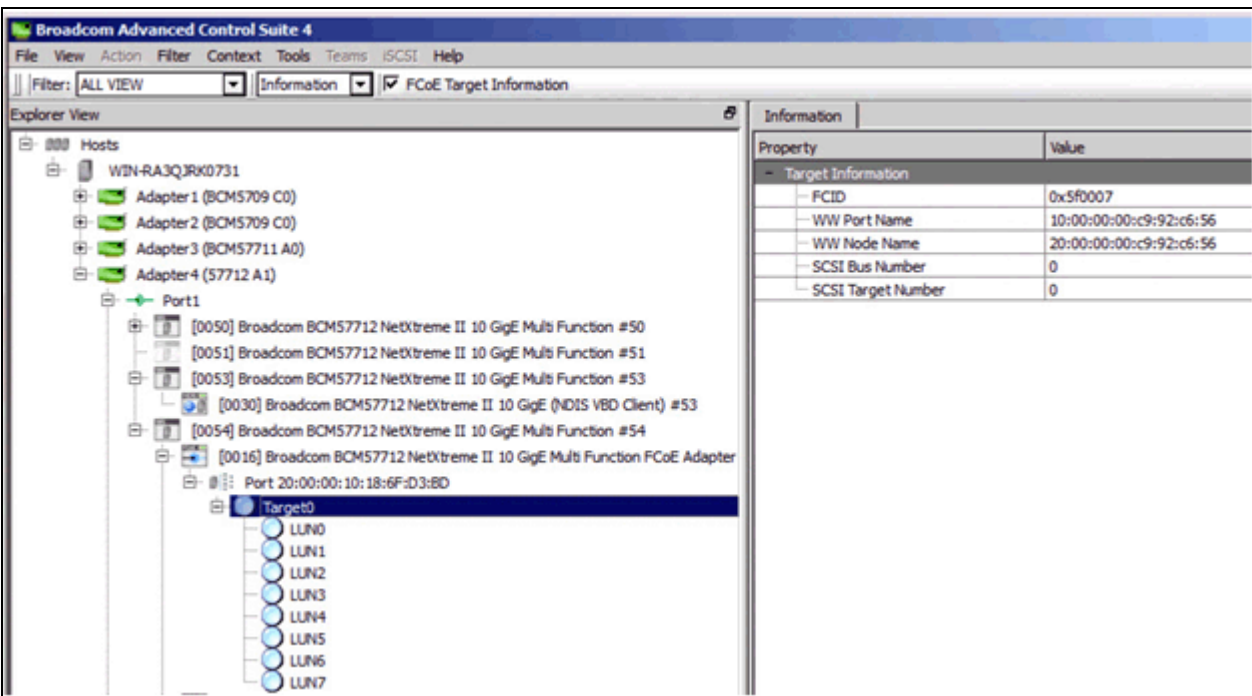 Broadcom Advanced Control Suite 4
File View Action Filter Context Tools Teams iSCSI Help
Filter: ALL VIEW Information FCoE Target Information
Explorer View
Hosts
WIN-RA3QJRK0731
Adapter1 (BCM5709 C0)
Adapter2 (BCM5709 C0)
Adapter3 (BCM57711 A0)
Adapter4 (57712 A1)
Port1
[0050] Broadcom BCM57712 NetXtreme II 10 GigE Multi Function #50
[0051] Broadcom BCM57712 NetXtreme II 10 GigE Multi Function #51
[0053] Broadcom BCM57712 NetXtreme II 10 GigE Multi Function #53
[0030] Broadcom BCM57712 NetXtreme II 10 GigE (NDIS VBD Client) #53
[0054] Broadcom BCM57712 NetXtreme II 10 GigE Multi Function #54
[0016] Broadcom BCM57712 NetXtreme II 10 GigE Multi Function FCoE Adapter
Port 20:00:00:10:18:6F:D3:BD
Target0
LUN0
LUN1
LUN2
LUN3
LUN4
LUN5
LUN6
LUN7
Information
Property Value
Target Information
FCID 0x5f0007
WW Port Name 10:00:00:00:c9:92:c6:56
WW Node Name 20:00:00:00:c9:92:c6:56
SCSI Bus Number 0
SCSI Target Number 0